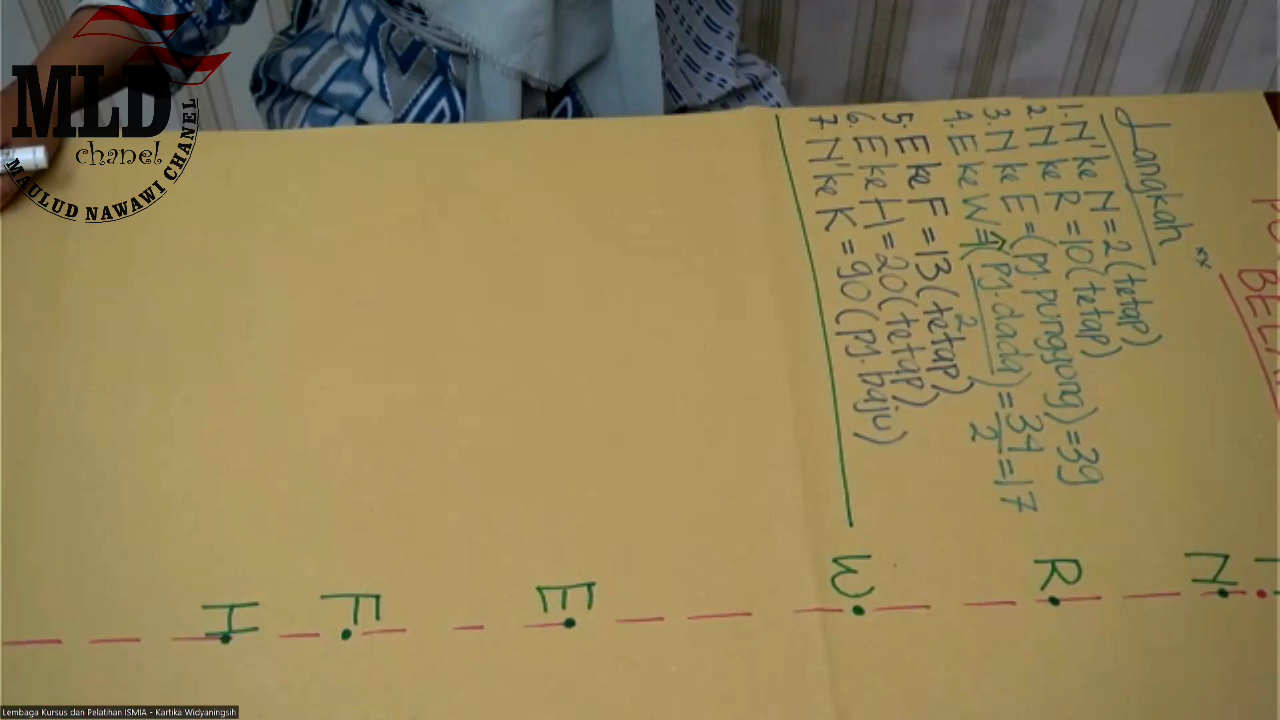 MLD
chanel
MAULUD NAWAWI CHANEL
Langkah"
1. N' ke N = 2 (tetap)
2. N ke R = 10 (tetap)
3. N ke E = (pj. punggung) = 39
4. E ke W = (pj. dada) = 34 = 17
2 2
5. E ke F = 13 (tetap)
6. E ke H = 20 (tetap)
7 N' ke K = 90 (pj. baju)
N
R
W
E
F
H
Lembaga Kursus dan Pelatihan ISMIA - Kartika Widyaningsih